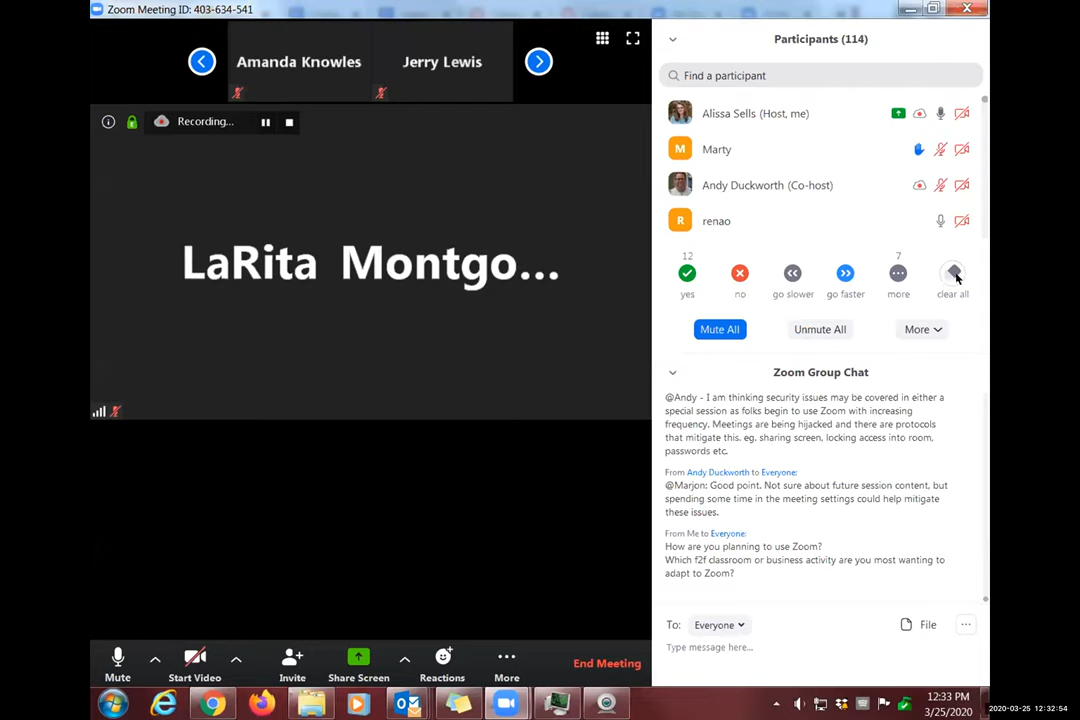 Zoom Meeting ID: 403-634-541
Amanda Knowles
Jerry Lewis
Recording...
LaRita Montgo...
Mute
Start Video
Invite
Share Screen
Reactions
More
End Meeting
Participants (114)
Find a participant
Alissa Sells (Host, me)
M Marty
Andy Duckworth (Co-host)
R renao
12
7
yes
no
go slower
go faster
more
clear all
Mute All
Unmute All
More
Zoom Group Chat
@Andy - I am thinking security issues may be covered in either a
special session as folks begin to use Zoom with increasing
frequency. Meetings are being hijacked and there are protocols
that mitigate this. eg. sharing screen, locking access into room,
passwords etc.
From Andy Duckworth to Everyone:
@Marjon: Good point. Not sure about future session content, but
spending some time in the meeting settings could help mitigate
these issues.
From Me to Everyone:
How are you planning to use Zoom?
Which f2f classroom or business activity are you most wanting to
adapt to Zoom?
To: Everyone
File
Type message here...
12:33 PM
3/25/2020
2020-03-25 12:32:54